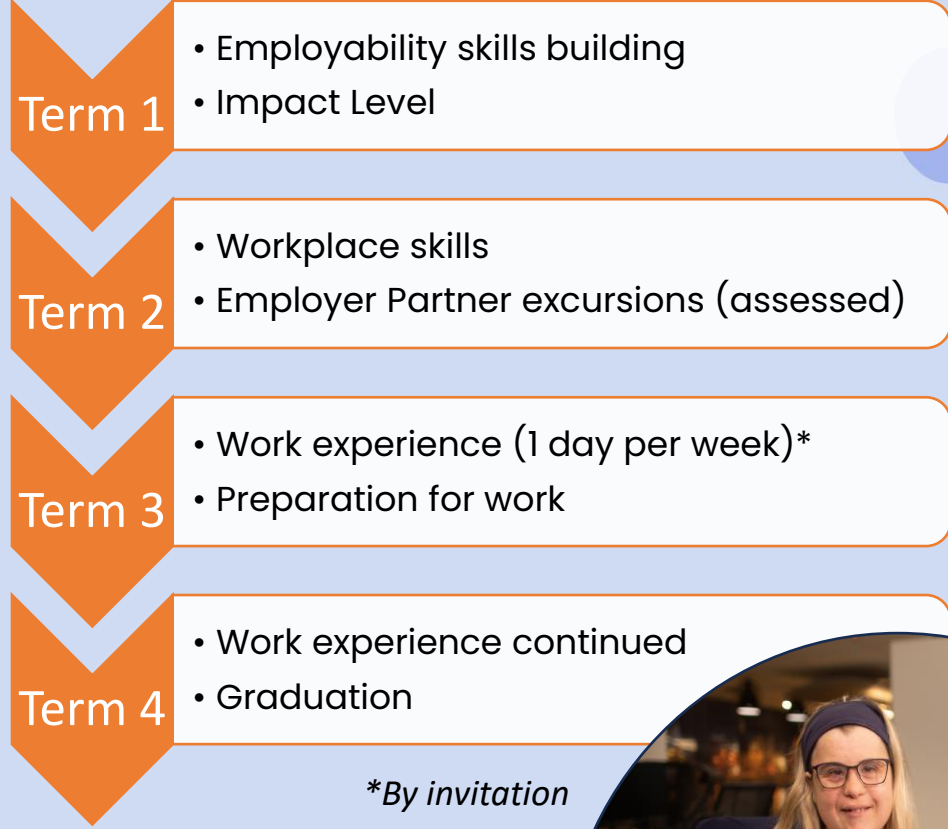 Term 1
• Employability skills building
• Impact Level
Term 2
• Workplace skills
• Employer Partner excursions (assessed)
Term 3
• Work experience (1 day per week)*
• Preparation for work
Term 4
• Work experience continued
• Graduation
*By invitation